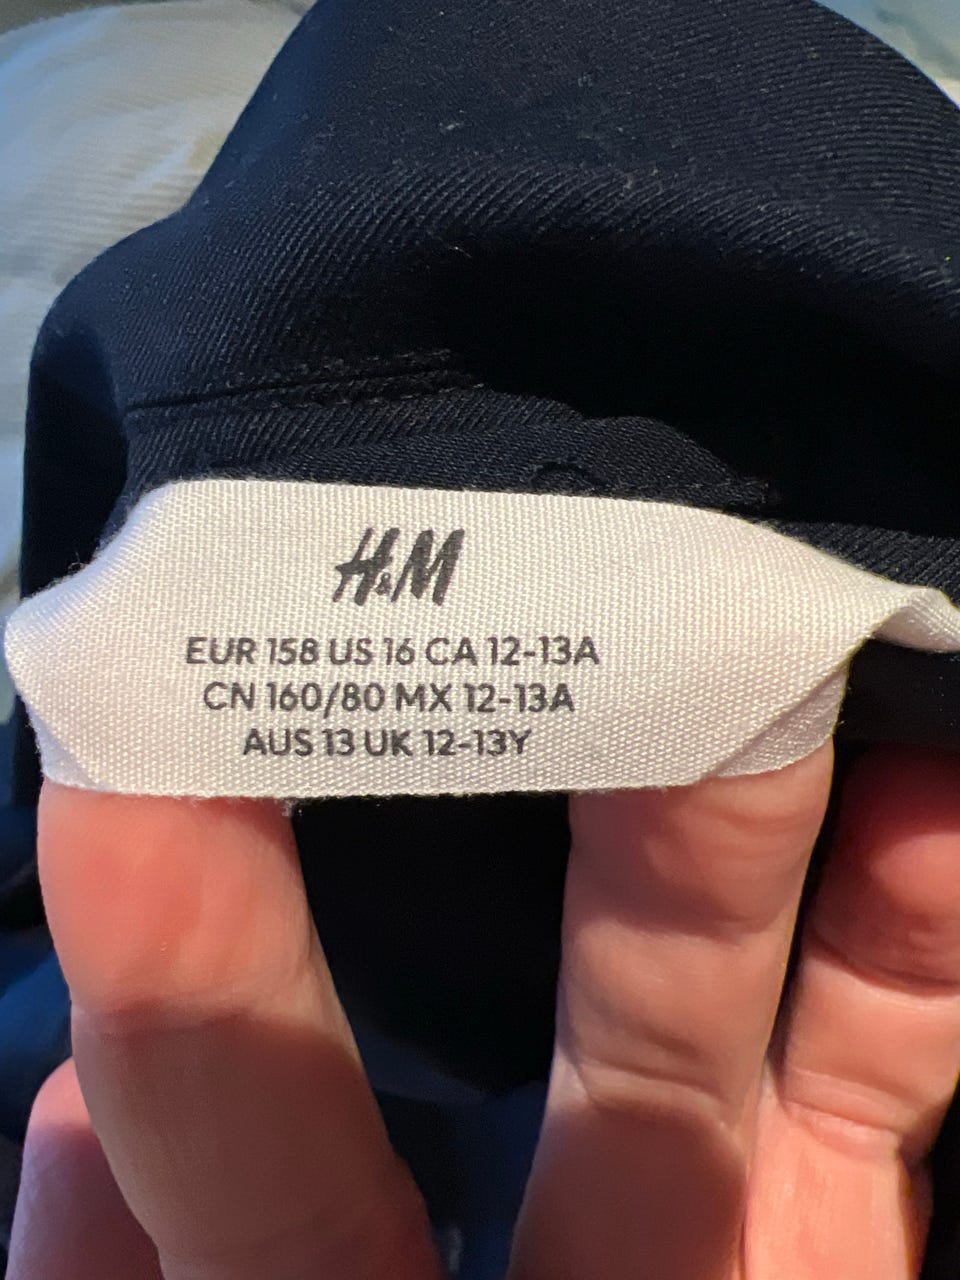 H&M
EUR 158 US 16 CA 12-13A
CN 160/80 MX 12-13A
AUS 13 UK 12-13Y